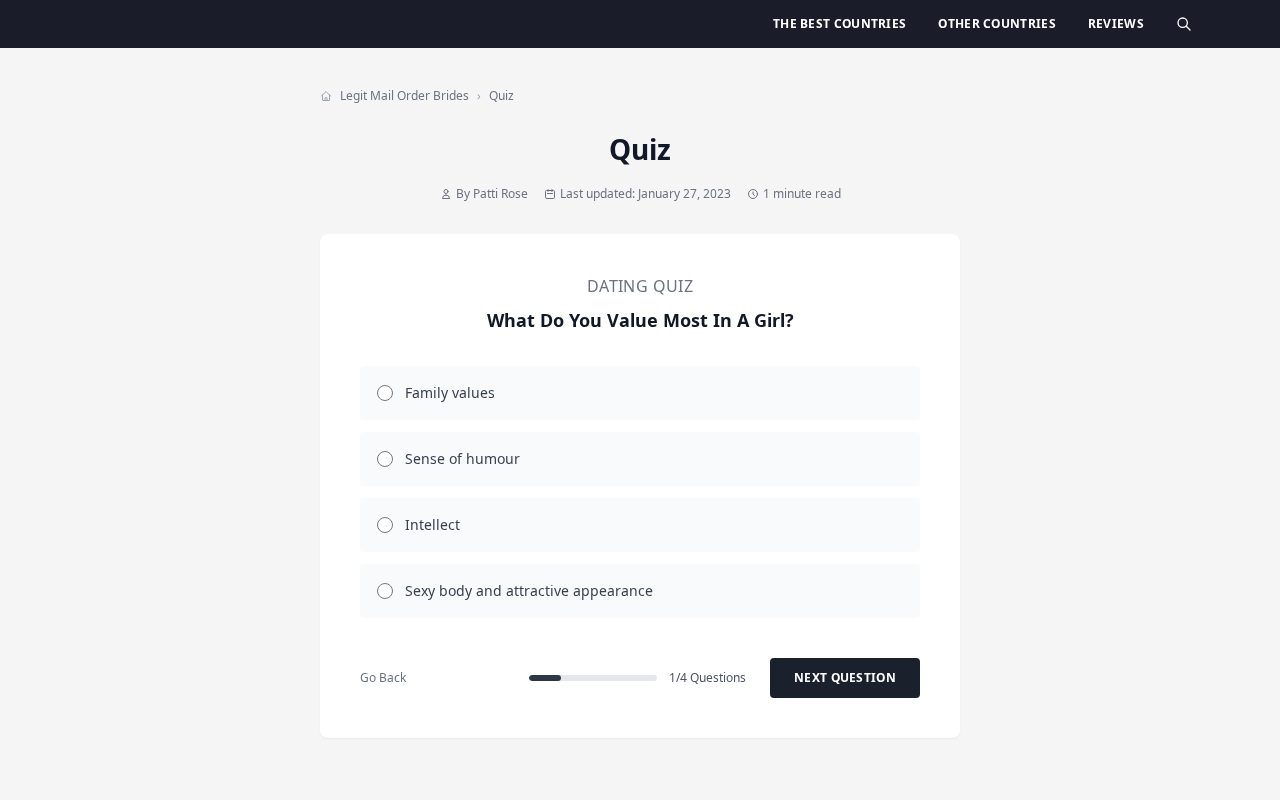 THE BEST COUNTRIES OTHER COUNTRIES REVIEWS
Legit Mail Order Brides › Quiz
Quiz
By Patti Rose Last updated: January 27, 2023 1 minute read
DATING QUIZ
What Do You Value Most In A Girl?
Family values
Sense of humour
Intellect
Sexy body and attractive appearance
Go Back 1/4 Questions NEXT QUESTION